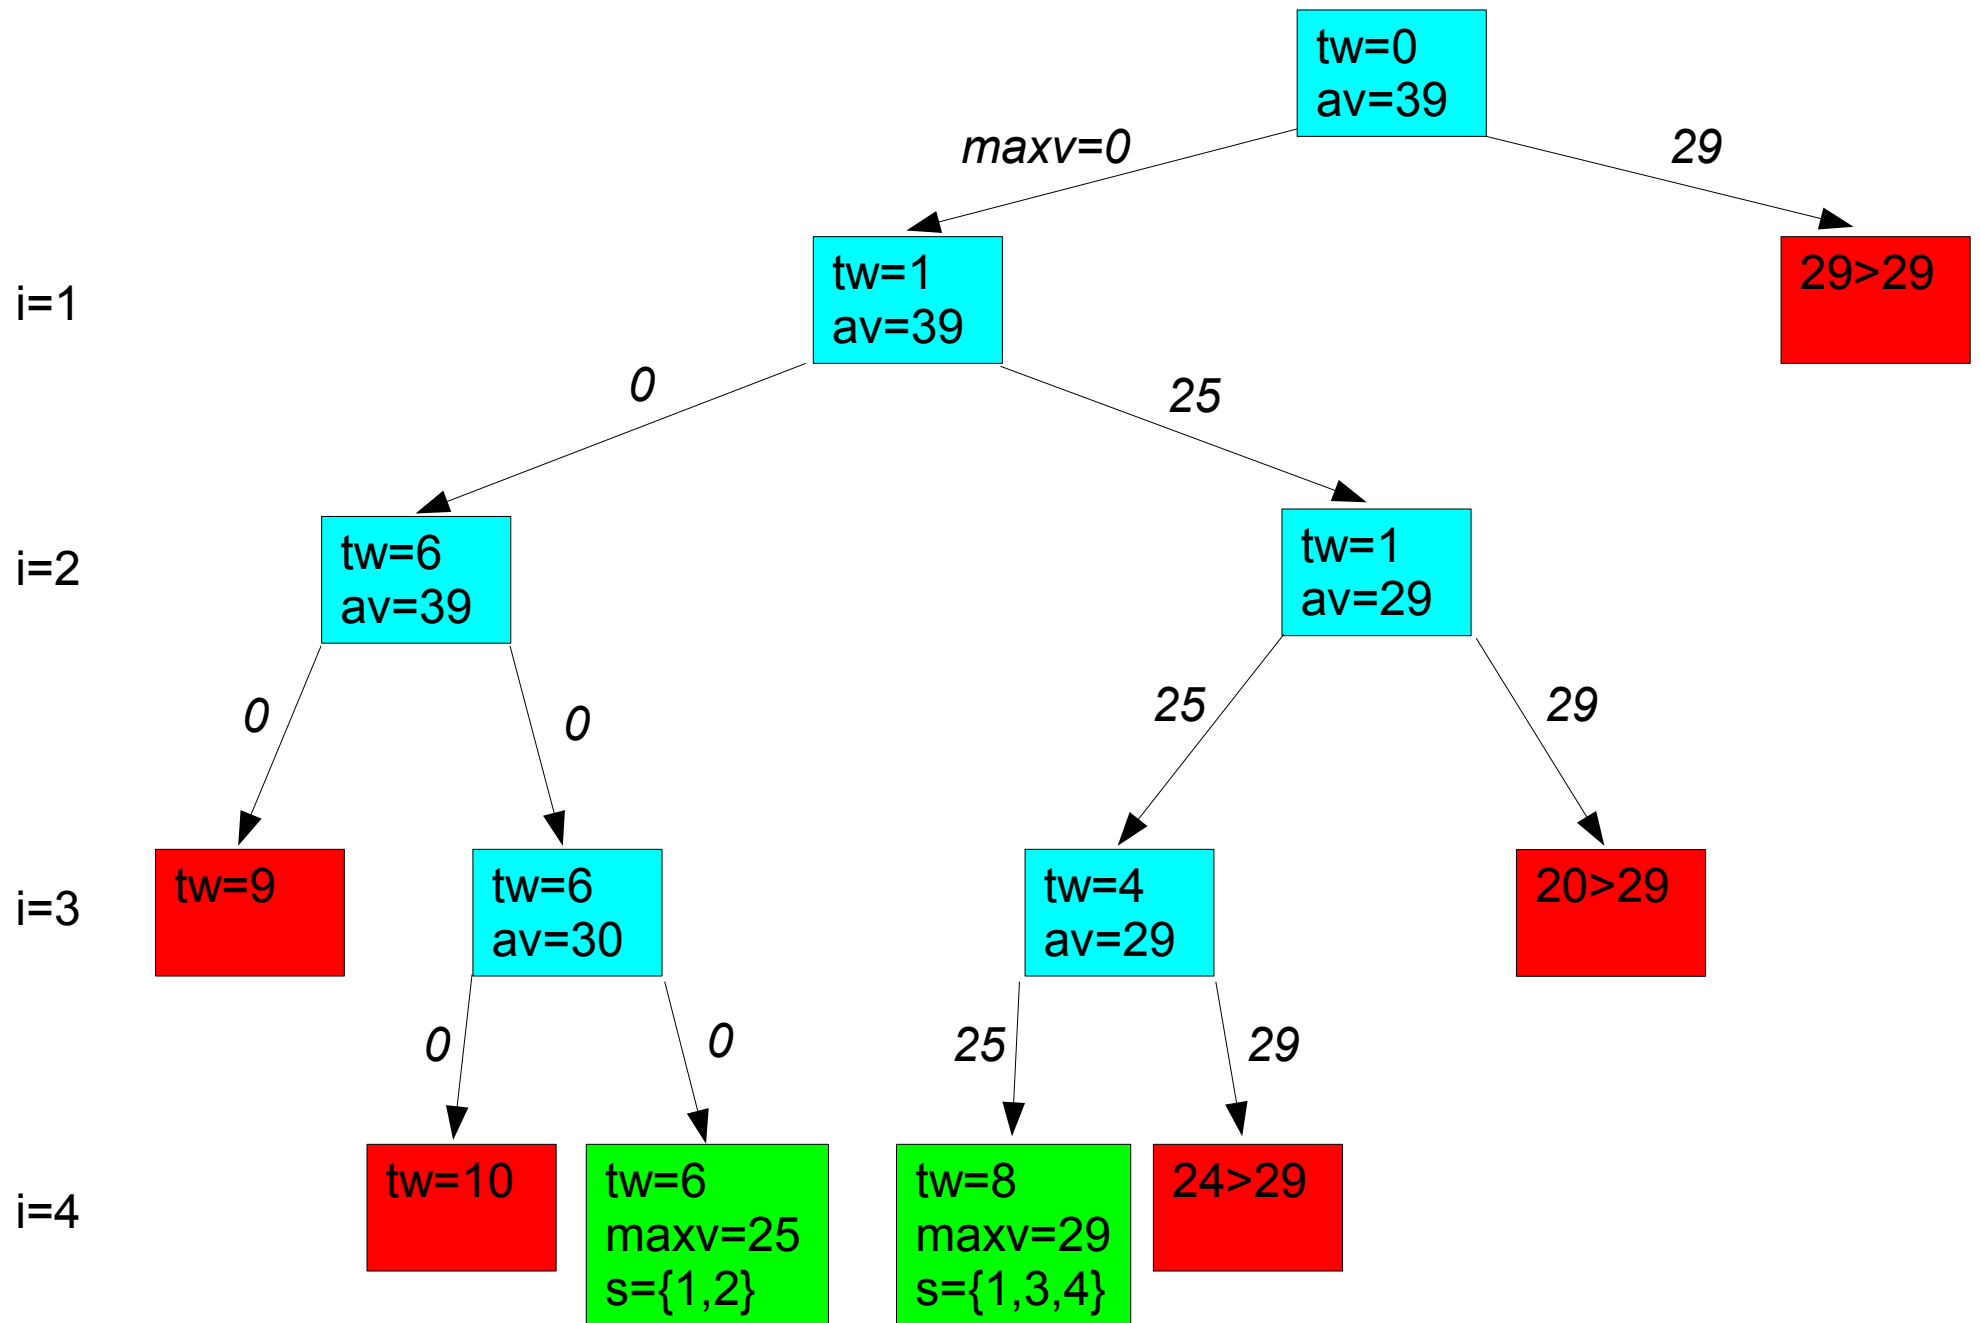 tw=0
av=39
maxv=0
29
i=1
tw=1
av=39
29>29
0
25
i=2
tw=6
av=39
tw=1
av=29
0
0
25
29
i=3
tw=9
tw=6
av=30
tw=4
av=29
20>29
0
0
25
29
i=4
tw=10
tw=6
maxv=25
s={1,2}
tw=8
maxv=29
s={1,3,4}
24>29